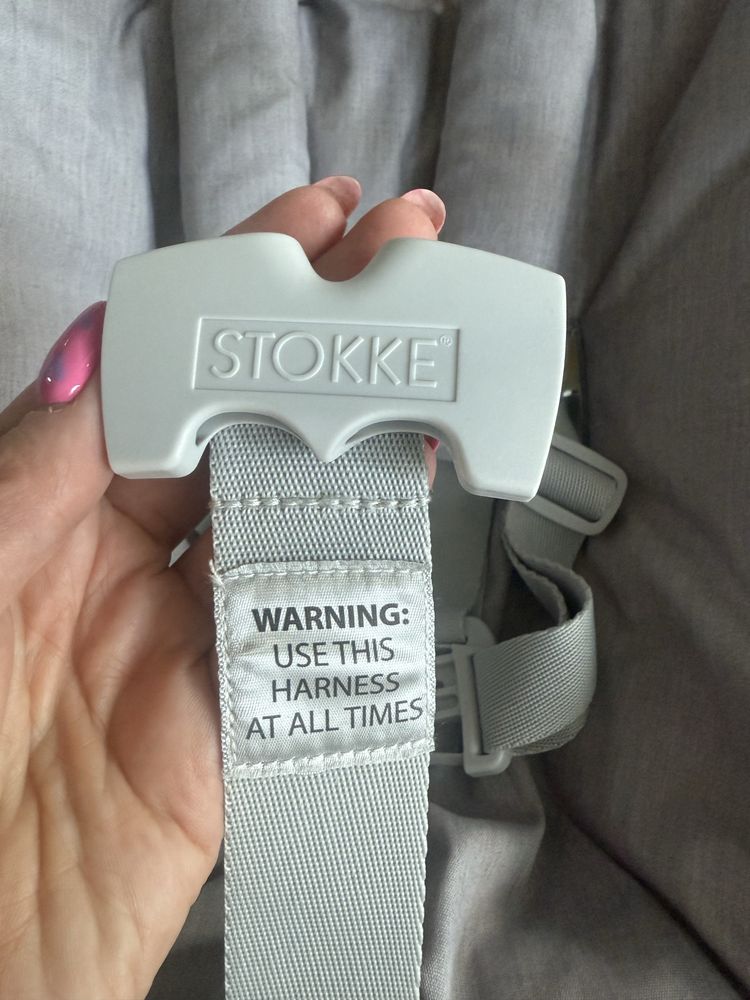 STOKKE®
WARNING:
USE THIS
HARNESS
AT ALL TIMES